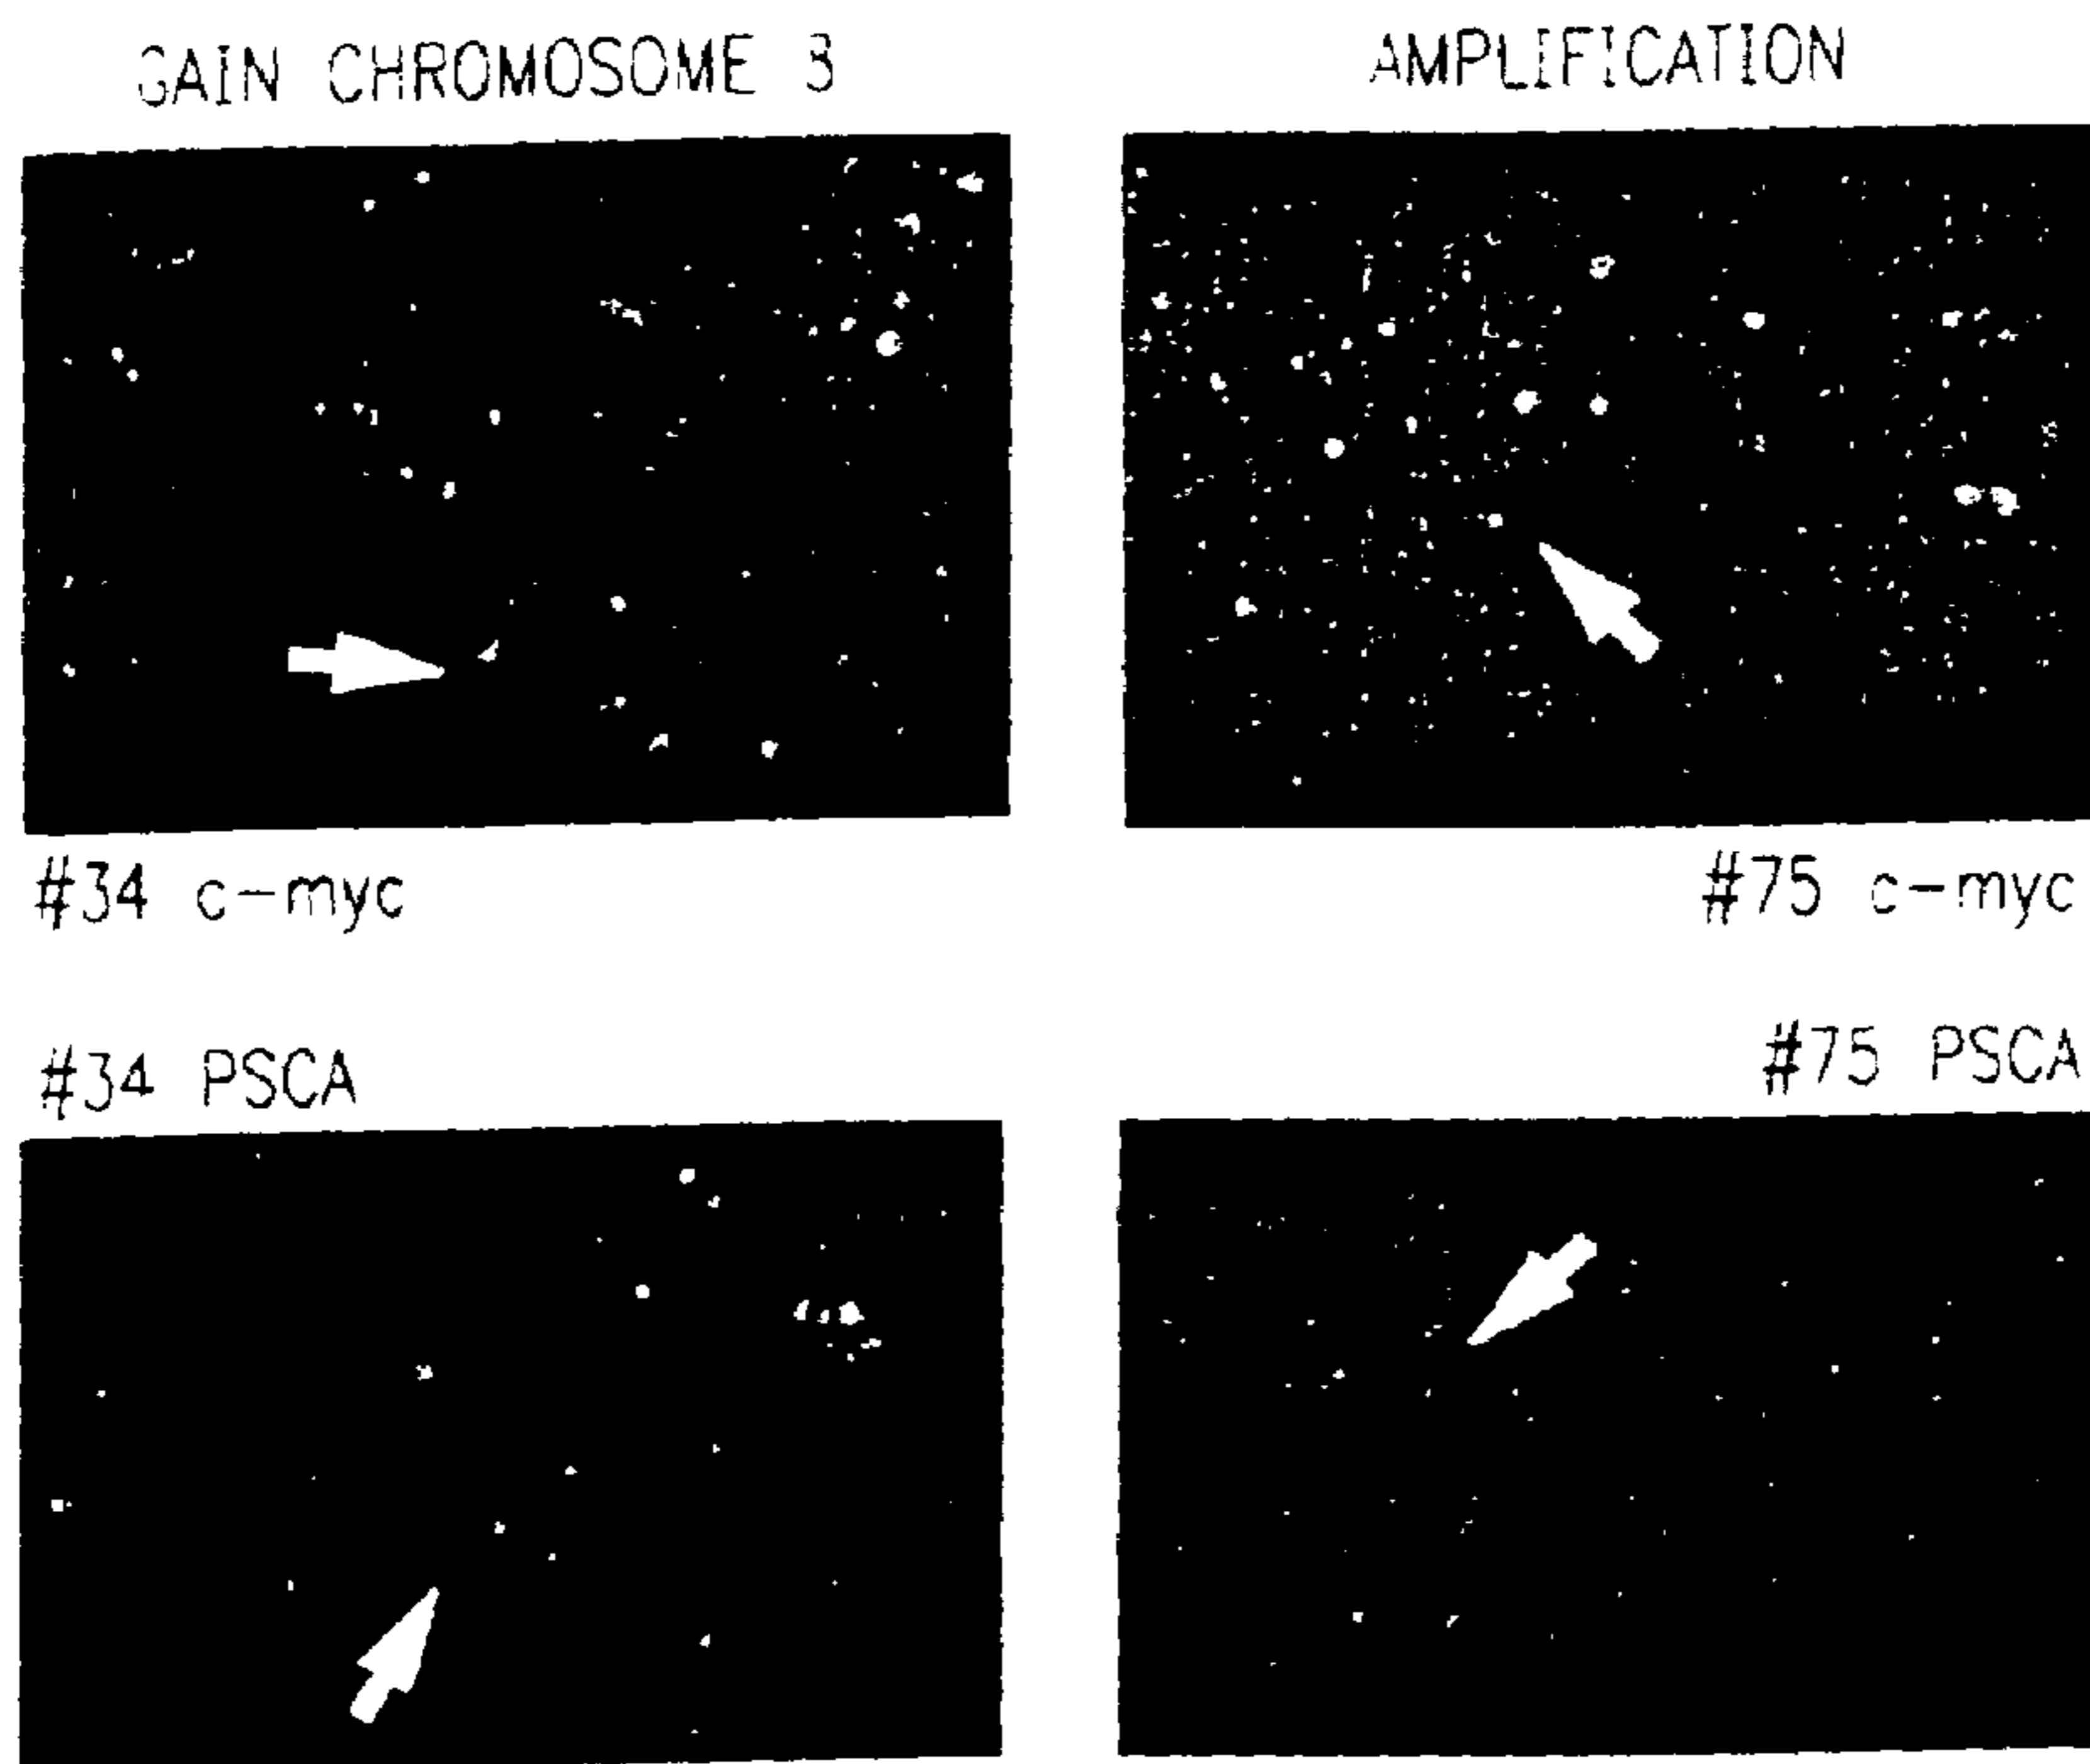 GAIN CHROMOSOME 3
AMPLIFICATION
#34 c-myc
#75 c-myc
#34 PSCA
#75 PSCA